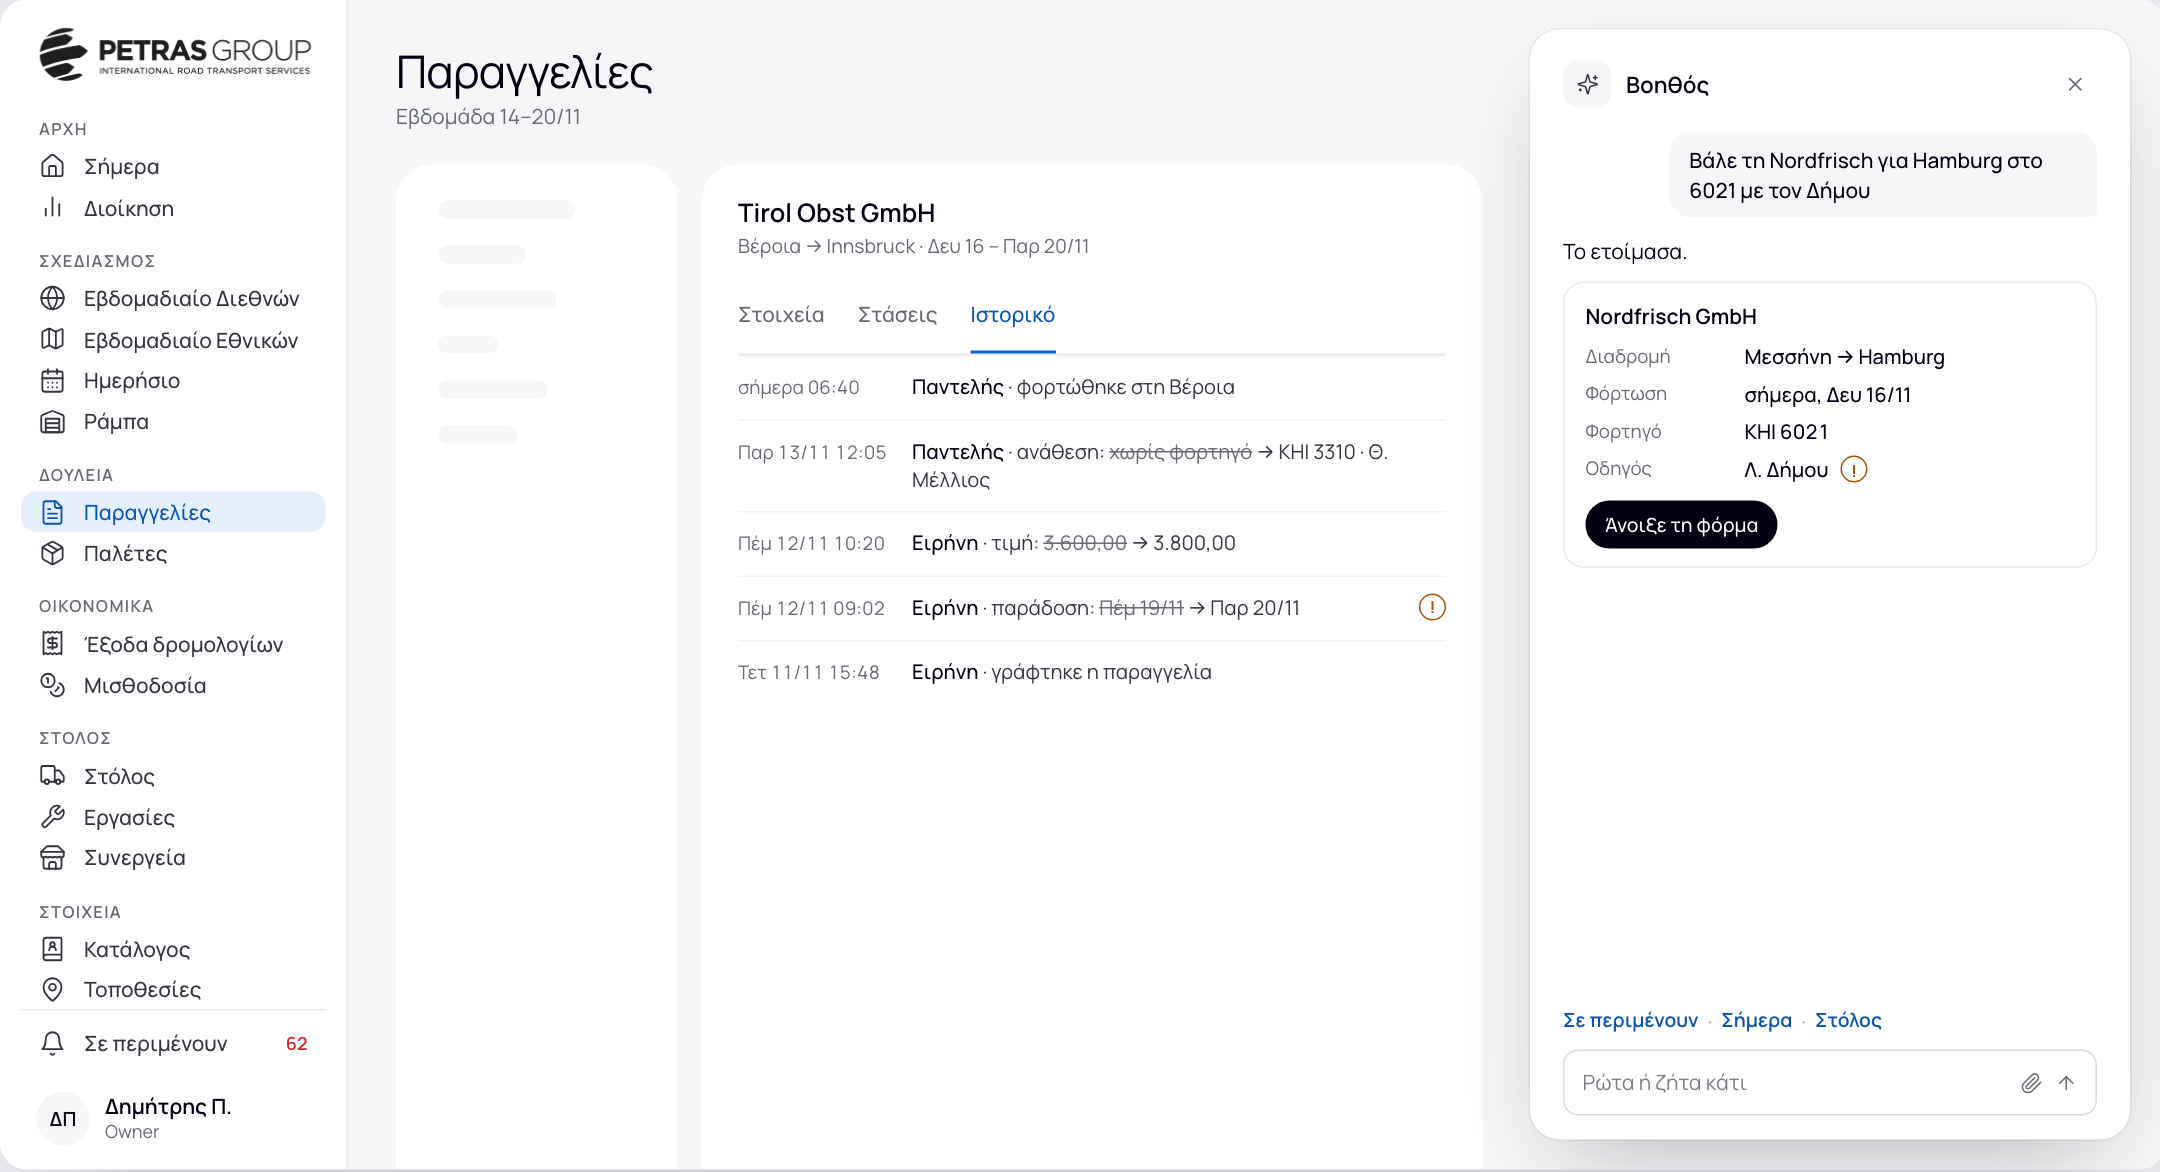 PETRAS GROUP
INTERNATIONAL ROAD TRANSPORT SERVICES
ΑΡΧΗ
Σήμερα
Διοίκηση
ΣΧΕΔΙΑΣΜΟΣ
Εβδομαδιαίο Διεθνών
Εβδομαδιαίο Εθνικών
Ημερήσιο
Ράμπα
ΔΟΥΛΕΙΑ
Παραγγελίες
Παλέτες
ΟΙΚΟΝΟΜΙΚΑ
Έξοδα δρομολογίων
Μισθοδοσία
ΣΤΟΛΟΣ
Στόλος
Εργασίες
Συνεργεία
ΣΤΟΙΧΕΙΑ
Κατάλογος
Τοποθεσίες
Σε περιμένουν 62
ΔΠ
Δημήτρης Π.
Owner
Παραγγελίες
Εβδομάδα 14–20/11
Tirol Obst GmbH
Βέροια → Innsbruck · Δευ 16 – Παρ 20/11
Στοιχεία Στάσεις Ιστορικό
σήμερα 06:40 Παντελής · φορτώθηκε στη Βέροια
Παρ 13/11 12:05 Παντελής · ανάθεση: χωρίς φορτηγό → ΚΗΙ 3310 · Θ.
Μέλλιος
Πέμ 12/11 10:20 Ειρήνη · τιμή: 3.600,00 → 3.800,00
Πέμ 12/11 09:02 Ειρήνη · παράδοση: Πέμ 19/11 → Παρ 20/11
Τετ 11/11 15:48 Ειρήνη · γράφτηκε η παραγγελία
Βοηθός
Βάλε τη Nordfrisch για Hamburg στο
6021 με τον Δήμου
Το ετοίμασα.
Nordfrisch GmbH
Διαδρομή Μεσσήνη → Hamburg
Φόρτωση σήμερα, Δευ 16/11
Φορτηγό ΚΗΙ 6021
Οδηγός Λ. Δήμου
Άνοιξε τη φόρμα
Σε περιμένουν · Σήμερα · Στόλος
Ρώτα ή ζήτα κάτι